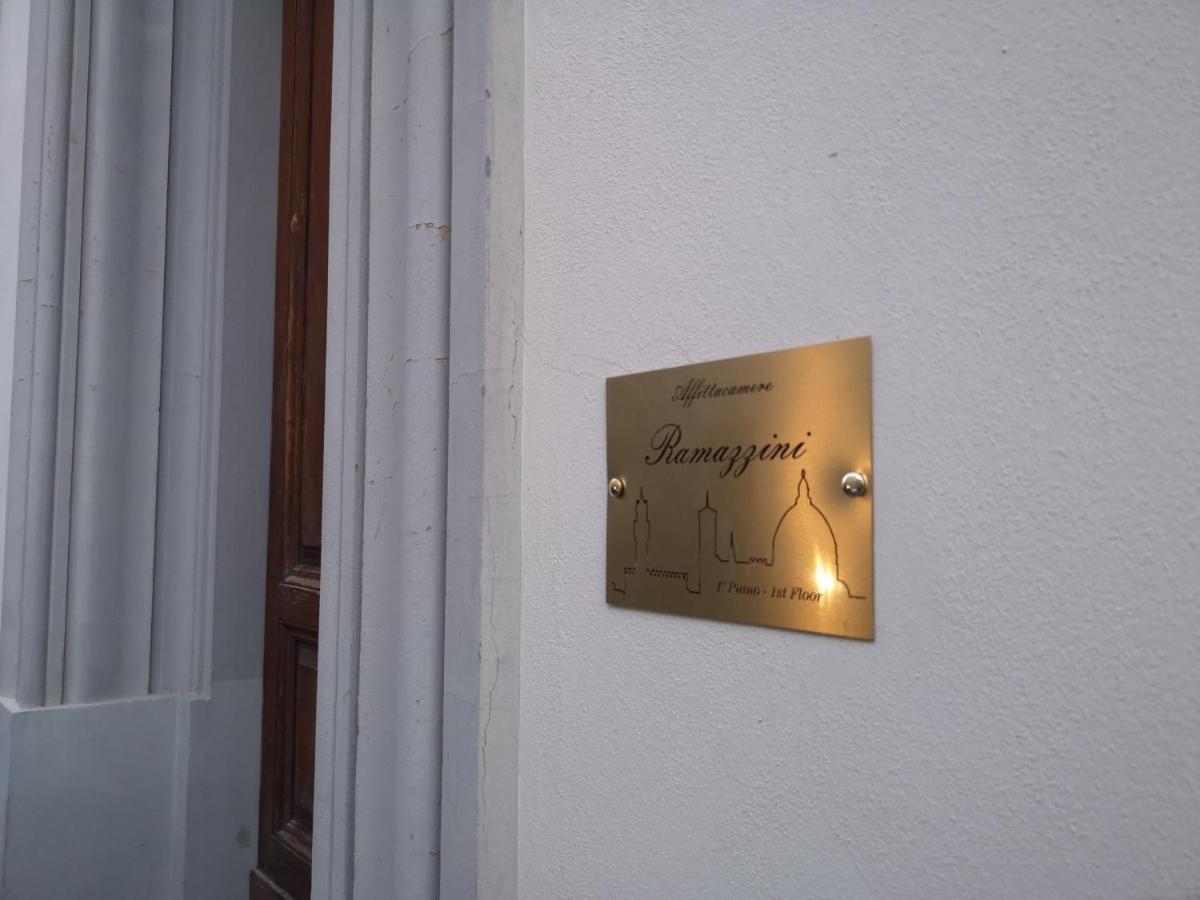 Affittacamere
Ramazzini
1° Piano - 1st Floor